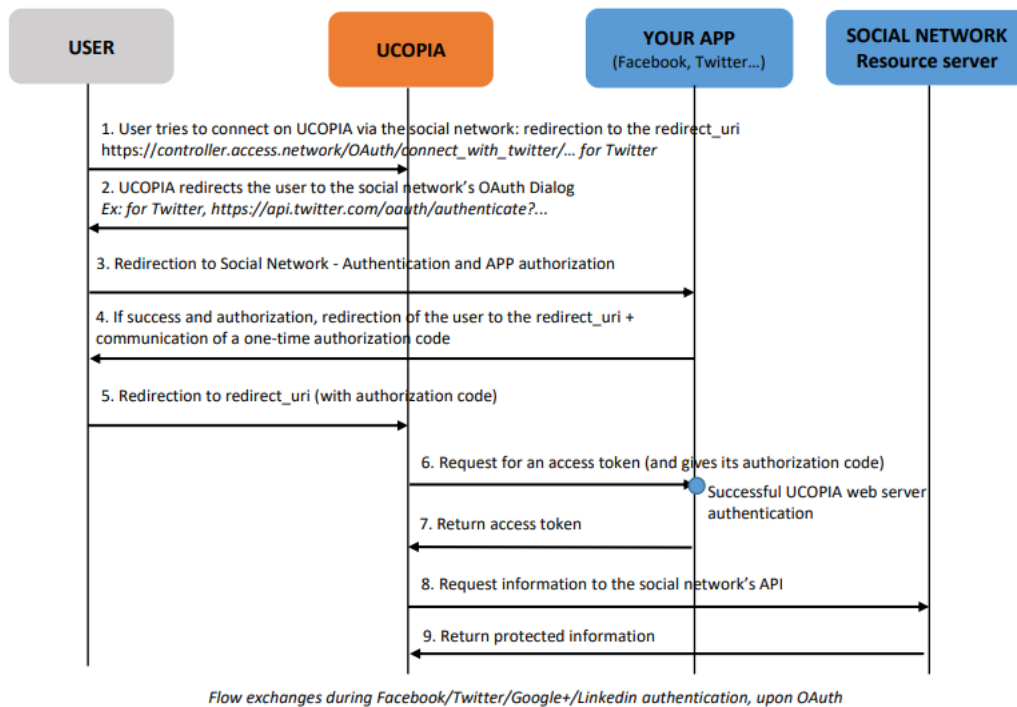 USER
UCOPIA
YOUR APP
(Facebook, Twitter…)
SOCIAL NETWORK
Resource server
1. User tries to connect on UCOPIA via the social network: redirection to the redirect_uri
https://controller.access.network/OAuth/connect_with_twitter/… for Twitter
2. UCOPIA redirects the user to the social network’s OAuth Dialog
Ex: for Twitter, https://api.twitter.com/oauth/authenticate?...
3. Redirection to Social Network - Authentication and APP authorization
4. If success and authorization, redirection of the user to the redirect_uri +
communication of a one-time authorization code
5. Redirection to redirect_uri (with authorization code)
6. Request for an access token (and gives its authorization code)
Successful UCOPIA web server
authentication
7. Return access token
8. Request information to the social network’s API
9. Return protected information
Flow exchanges during Facebook/Twitter/Google+/Linkedin authentication, upon OAuth